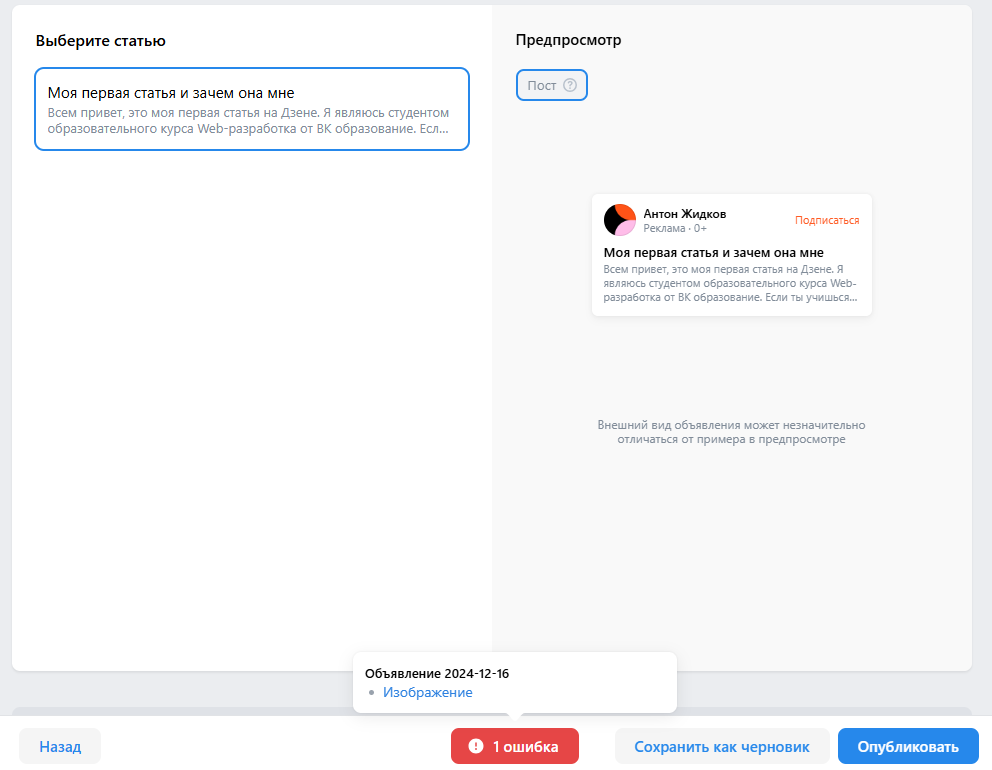 Выберите статью
Моя первая статья и зачем она мне
Всем привет, это моя первая статья на Дзене. Я являюсь студентом
образовательного курса Web-разработка от ВК образование. Есл...
Предпросмотр
Пост ?
Антон Жидков
Реклама · 0+
Подписаться
Моя первая статья и зачем она мне
Всем привет, это моя первая статья на Дзене. Я
являюсь студентом образовательного курса Web-
разработка от ВК образование. Если ты учишься...
Внешний вид объявления может незначительно
отличаться от примера в предпросмотре
Объявление 2024-12-16
• Изображение
Назад
! 1 ошибка
Сохранить как черновик
Опубликовать